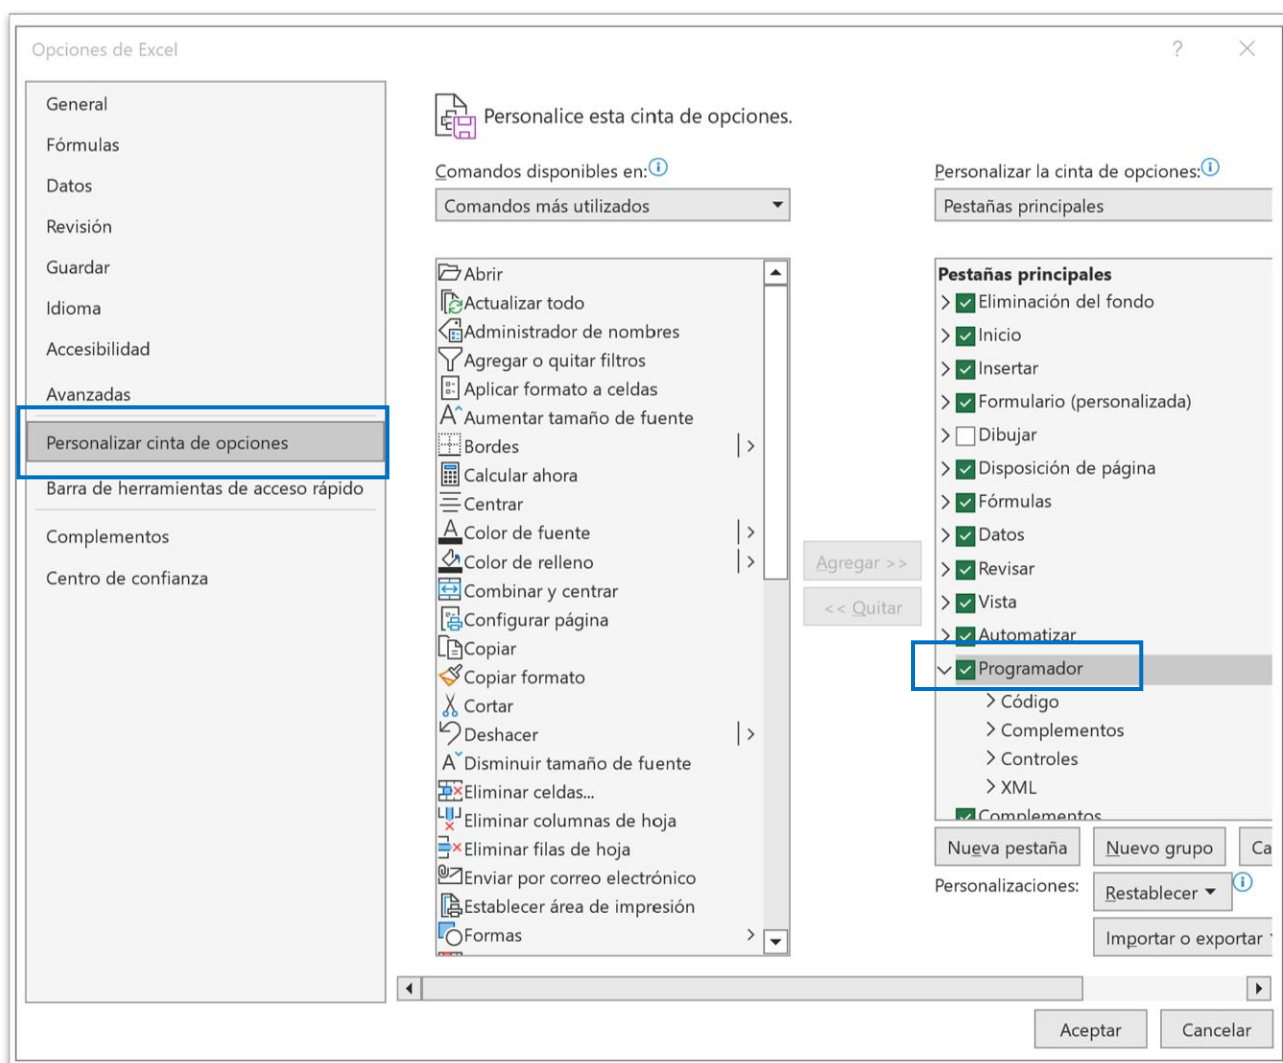 Opciones de Excel
?
General
Fórmulas
Datos
Revisión
Guardar
Idioma
Accesibilidad
Avanzadas
Personalizar cinta de opciones
Barra de herramientas de acceso rápido
Complementos
Centro de confianza
Personalice esta cinta de opciones.
Comandos disponibles en:
Comandos más utilizados
Abrir
Actualizar todo
Administrador de nombres
Agregar o quitar filtros
Aplicar formato a celdas
Aumentar tamaño de fuente
Bordes
Calcular ahora
Centrar
Color de fuente
Color de relleno
Combinar y centrar
Configurar página
Copiar
Copiar formato
Cortar
Deshacer
Disminuir tamaño de fuente
Eliminar celdas...
Eliminar columnas de hoja
Eliminar filas de hoja
Enviar por correo electrónico
Establecer área de impresión
Formas
Agregar >>
<< Quitar
Personalizar la cinta de opciones:
Pestañas principales
Pestañas principales
Eliminación del fondo
Inicio
Insertar
Formulario (personalizada)
Dibujar
Disposición de página
Fórmulas
Datos
Revisar
Vista
Automatizar
Programador
Código
Complementos
Controles
XML
Complementos
Nueva pestaña
Nuevo grupo
Ca
Personalizaciones:
Restablecer
Importar o exportar
Aceptar
Cancelar